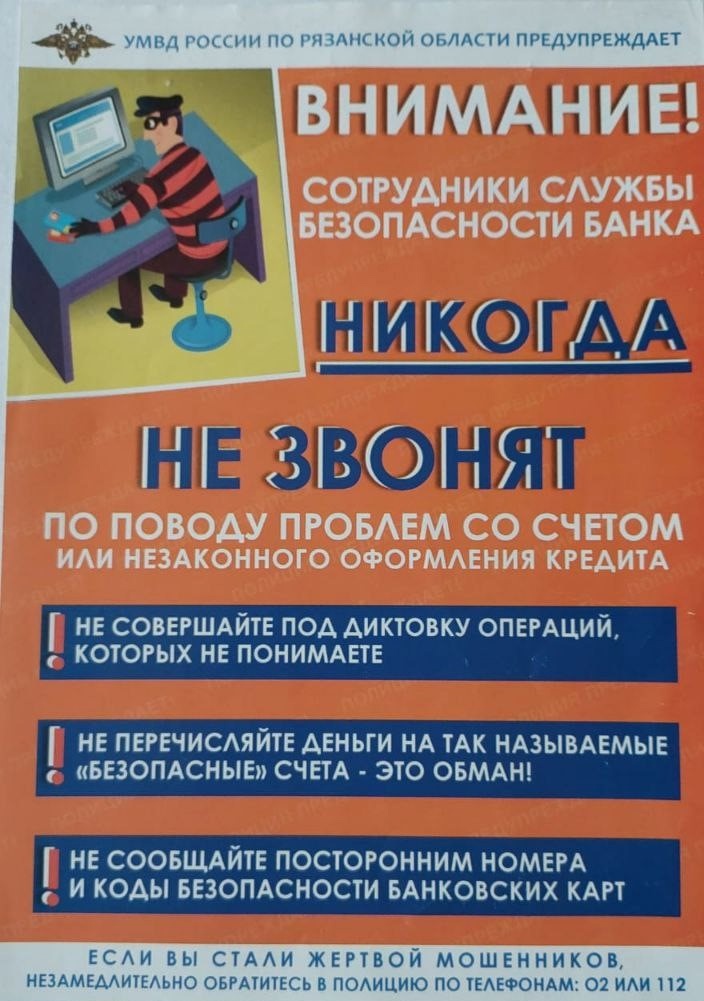 УМВД РОССИИ ПО РЯЗАНСКОЙ ОБЛАСТИ ПРЕДУПРЕЖДАЕТ
ВНИМАНИЕ!
СОТРУДНИКИ СЛУЖБЫ
БЕЗОПАСНОСТИ БАНКА
НИКОГДА
НЕ ЗВОНЯТ
ПО ПОВОДУ ПРОБЛЕМ СО СЧЕТОМ
ИЛИ НЕЗАКОННОГО ОФОРМЛЕНИЯ КРЕДИТА
! НЕ СОВЕРШАЙТЕ ПОД ДИКТОВКУ ОПЕРАЦИЙ,
КОТОРЫХ НЕ ПОНИМАЕТЕ
! НЕ ПЕРЕЧИСЛЯЙТЕ ДЕНЬГИ НА ТАК НАЗЫВАЕМЫЕ
«БЕЗОПАСНЫЕ» СЧЕТА - ЭТО ОБМАН!
! НЕ СООБЩАЙТЕ ПОСТОРОННИМ НОМЕРА
И КОДЫ БЕЗОПАСНОСТИ БАНКОВСКИХ КАРТ
ЕСЛИ ВЫ СТАЛИ ЖЕРТВОЙ МОШЕННИКОВ,
НЕЗАМЕДЛИТЕЛЬНО ОБРАТИТЕСЬ В ПОЛИЦИЮ ПО ТЕЛЕФОНАМ: 02 ИЛИ 112